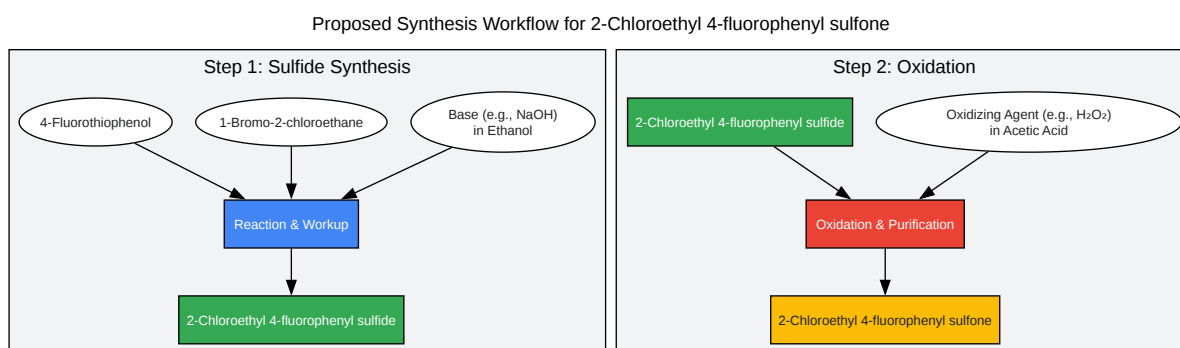 Proposed Synthesis Workflow for 2-Chloroethyl 4-fluorophenyl sulfone
Step 1: Sulfide Synthesis
4-Fluorothiophenol
1-Bromo-2-chloroethane
Base (e.g., NaOH)
in Ethanol
Reaction & Workup
2-Chloroethyl 4-fluorophenyl sulfide
Step 2: Oxidation
2-Chloroethyl 4-fluorophenyl sulfide
Oxidizing Agent (e.g., H₂O₂)
in Acetic Acid
Oxidation & Purification
2-Chloroethyl 4-fluorophenyl sulfone